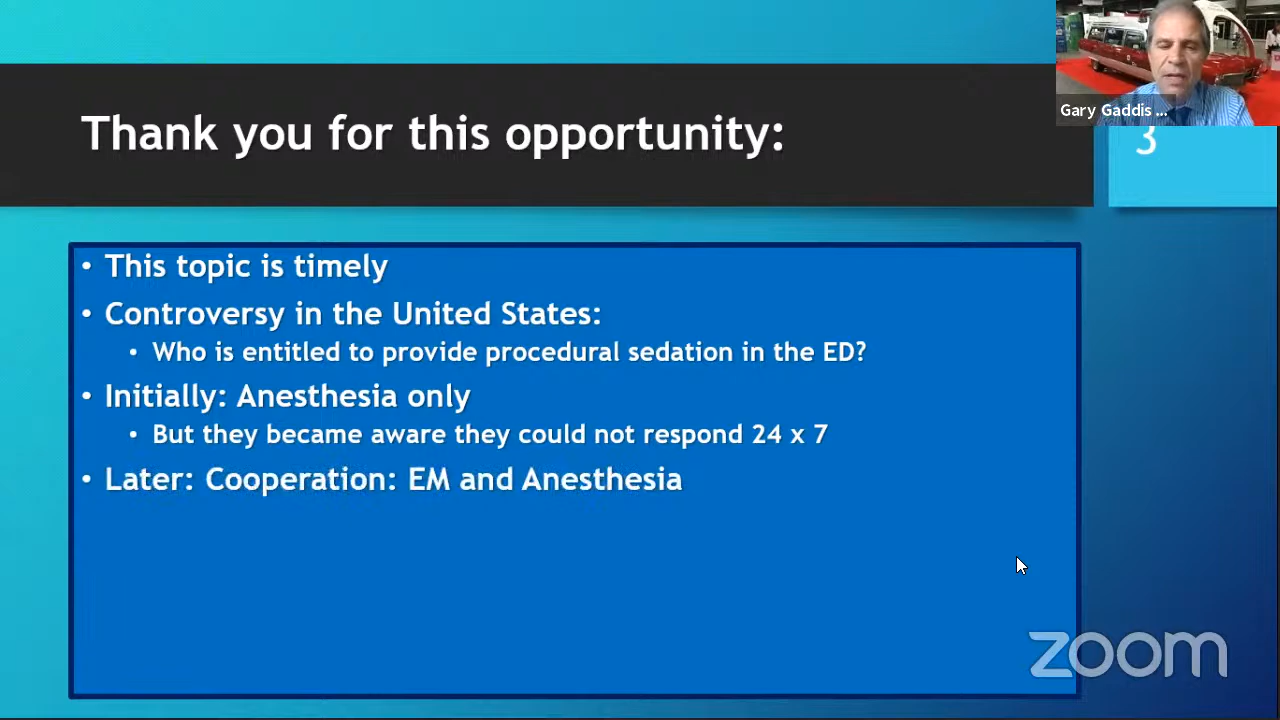 Gary Gaddis ...
Thank you for this opportunity:
3
• This topic is timely
• Controversy in the United States:
• Who is entitled to provide procedural sedation in the ED?
• Initially: Anesthesia only
• But they became aware they could not respond 24 x 7
• Later: Cooperation: EM and Anesthesia
zoom